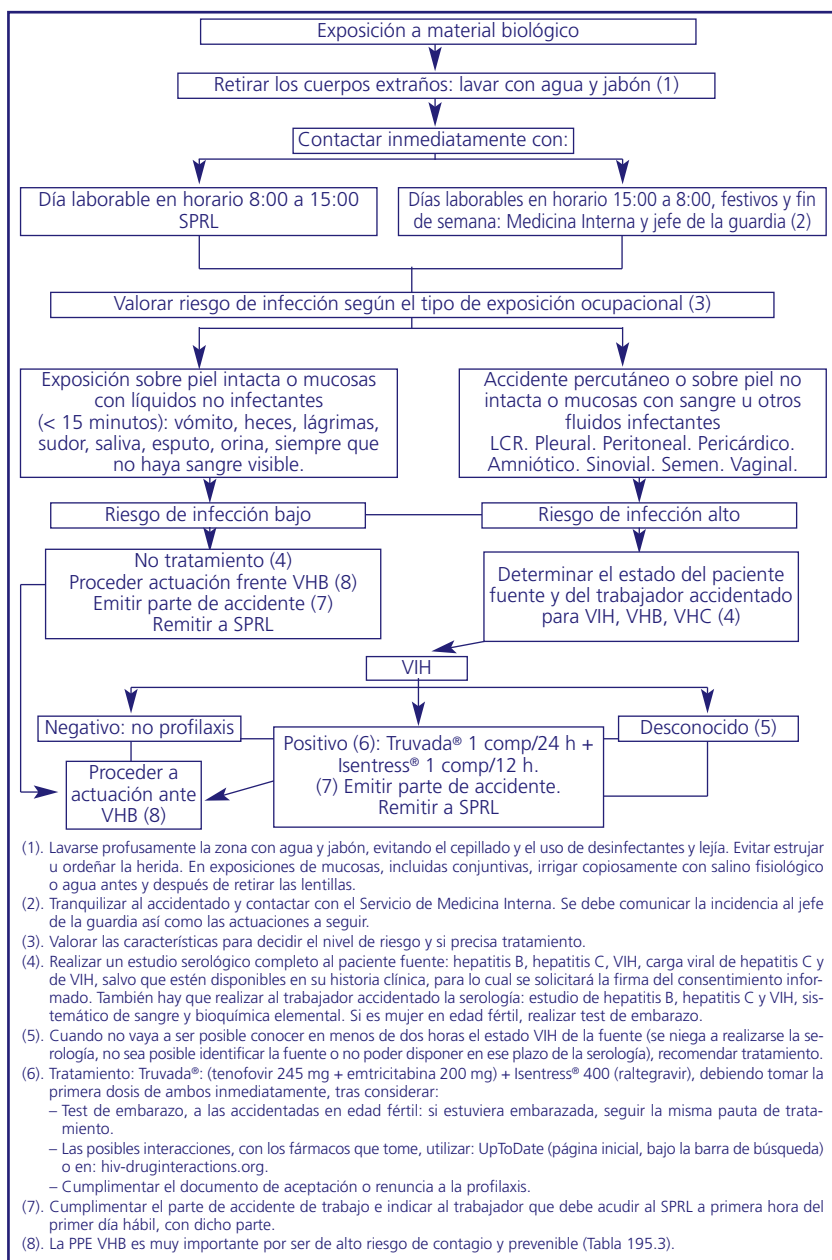 Exposición a material biológico
Retirar los cuerpos extraños: lavar con agua y jabón (1)
Contactar inmediatamente con:
Día laborable en horario 8:00 a 15:00
SPRL
Días laborables en horario 15:00 a 8:00, festivos y fin
de semana: Medicina Interna y jefe de la guardia (2)
Valorar riesgo de infección según el tipo de exposición ocupacional (3)
Exposición sobre piel intacta o mucosas
con líquidos no infectantes
(< 15 minutos): vómito, heces, lágrimas,
sudor, saliva, esputo, orina, siempre que
no haya sangre visible.
Accidente percutáneo o sobre piel no
intacta o mucosas con sangre u otros
fluidos infectantes
LCR. Pleural. Peritoneal. Pericárdico.
Amniótico. Sinovial. Semen. Vaginal.
Riesgo de infección bajo
Riesgo de infección alto
No tratamiento (4)
Proceder actuación frente VHB (8)
Emitir parte de accidente (7)
Remitir a SPRL
Determinar el estado del paciente
fuente y del trabajador accidentado
para VIH, VHB, VHC (4)
VIH
Negativo: no profilaxis
Positivo (6): Truvada® 1 comp/24 h +
Isentress® 1 comp/12 h.
(7) Emitir parte de accidente.
Remitir a SPRL
Desconocido (5)
Proceder a
actuación ante
VHB (8)
(1). Lavarse profusamente la zona con agua y jabón, evitando el cepillado y el uso de desinfectantes y lejía. Evitar estrujar
u ordeñar la herida. En exposiciones de mucosas, incluidas conjuntivas, irrigar copiosamente con salino fisiológico
o agua antes y después de retirar las lentillas.
(2). Tranquilizar al accidentado y contactar con el Servicio de Medicina Interna. Se debe comunicar la incidencia al jefe
de la guardia así como las actuaciones a seguir.
(3). Valorar las características para decidir el nivel de riesgo y si precisa tratamiento.
(4). Realizar un estudio serológico completo al paciente fuente: hepatitis B, hepatitis C, VIH, carga viral de hepatitis C y
de VIH, salvo que estén disponibles en su historia clínica, para lo cual se solicitará la firma del consentimiento infor-
mado. También hay que realizar al trabajador accidentado la serología: estudio de hepatitis B, hepatitis C y VIH, sis-
temático de sangre y bioquímica elemental. Si es mujer en edad fértil, realizar test de embarazo.
(5). Cuando no vaya a ser posible conocer en menos de dos horas el estado VIH de la fuente (se niega a realizarse la se-
rología, no sea posible identificar la fuente o no poder disponer en ese plazo de la serología), recomendar tratamiento.
(6). Tratamiento: Truvada®: (tenofovir 245 mg + emtricitabina 200 mg) + Isentress® 400 (raltegravir), debiendo tomar la
primera dosis de ambos inmediatamente, tras considerar:
– Test de embarazo, a las accidentadas en edad fértil: si estuviera embarazada, seguir la misma pauta de trata-
miento.
– Las posibles interacciones, con los fármacos que tome, utilizar: UpToDate (página inicial, bajo la barra de búsqueda)
o en: hiv-druginteractions.org.
– Cumplimentar el documento de aceptación o renuncia a la profilaxis.
(7). Cumplimentar el parte de accidente de trabajo e indicar al trabajador que debe acudir al SPRL a primera hora del
primer día hábil, con dicho parte.
(8). La PPE VHB es muy importante por ser de alto riesgo de contagio y prevenible (Tabla 195.3).